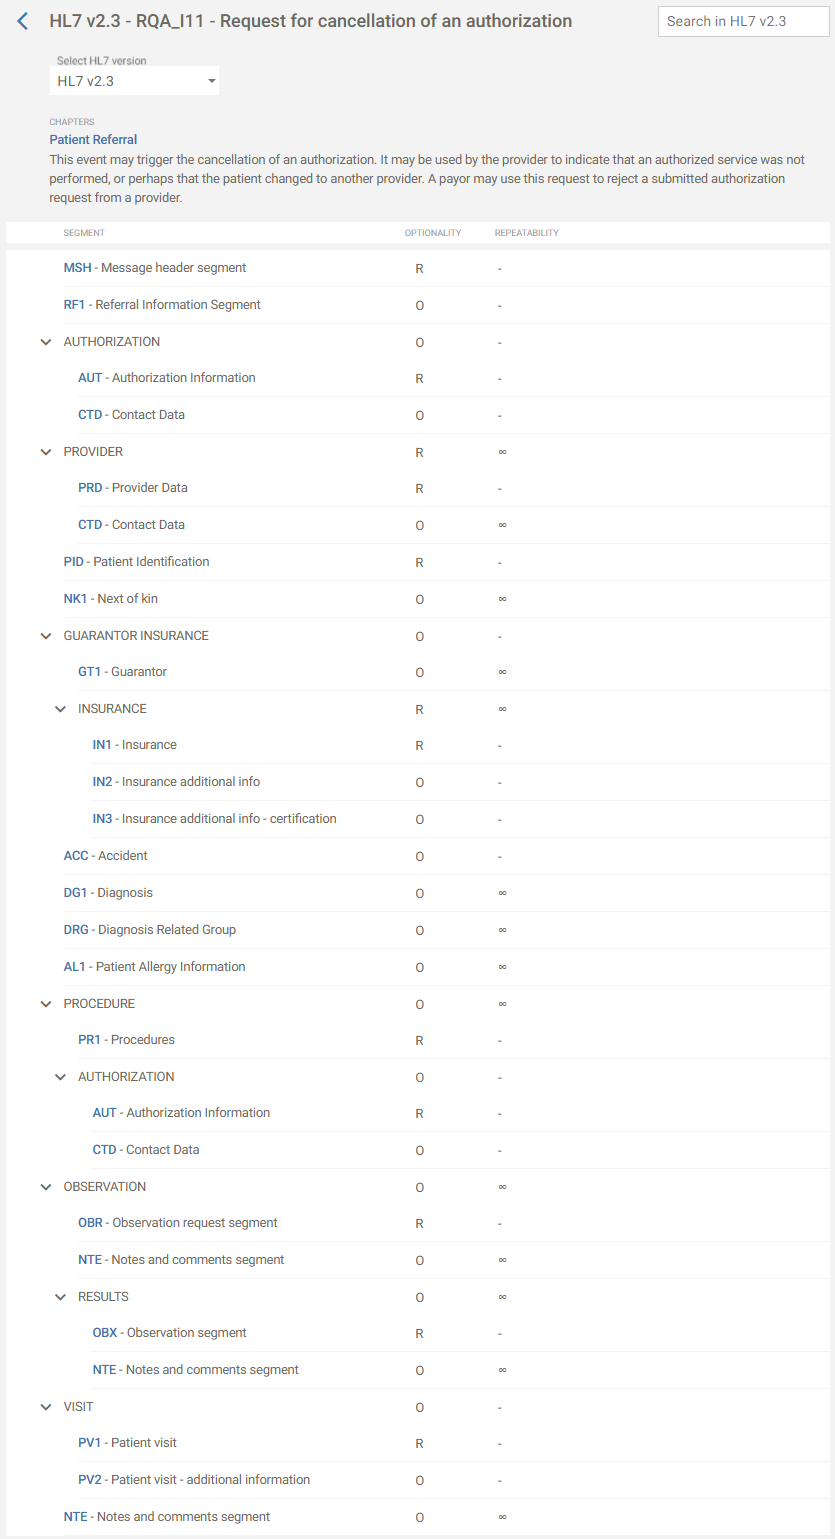 HL7 v2.3 - RQA_I11 - Request for cancellation of an authorization
Search in HL7 v2.3
Select HL7 version
HL7 v2.3
CHAPTERS
Patient Referral
This event may trigger the cancellation of an authorization. It may be used by the provider to indicate that an authorized service was not
performed, or perhaps that the patient changed to another provider. A payor may use this request to reject a submitted authorization
request from a provider.
SEGMENT OPTIONALITY REPEATABILITY
MSH - Message header segment R -
RF1 - Referral Information Segment O -
AUTHORIZATION O -
AUT - Authorization Information R -
CTD - Contact Data O -
PROVIDER R ∞
PRD - Provider Data R -
CTD - Contact Data O ∞
PID - Patient Identification R -
NK1 - Next of kin O ∞
GUARANTOR INSURANCE O -
GT1 - Guarantor O ∞
INSURANCE R ∞
IN1 - Insurance R -
IN2 - Insurance additional info O -
IN3 - Insurance additional info - certification O -
ACC - Accident O -
DG1 - Diagnosis O ∞
DRG - Diagnosis Related Group O ∞
AL1 - Patient Allergy Information O ∞
PROCEDURE O ∞
PR1 - Procedures R -
AUTHORIZATION O -
AUT - Authorization Information R -
CTD - Contact Data O -
OBSERVATION O ∞
OBR - Observation request segment R -
NTE - Notes and comments segment O ∞
RESULTS O ∞
OBX - Observation segment R -
NTE - Notes and comments segment O ∞
VISIT O -
PV1 - Patient visit R -
PV2 - Patient visit - additional information O -
NTE - Notes and comments segment O ∞